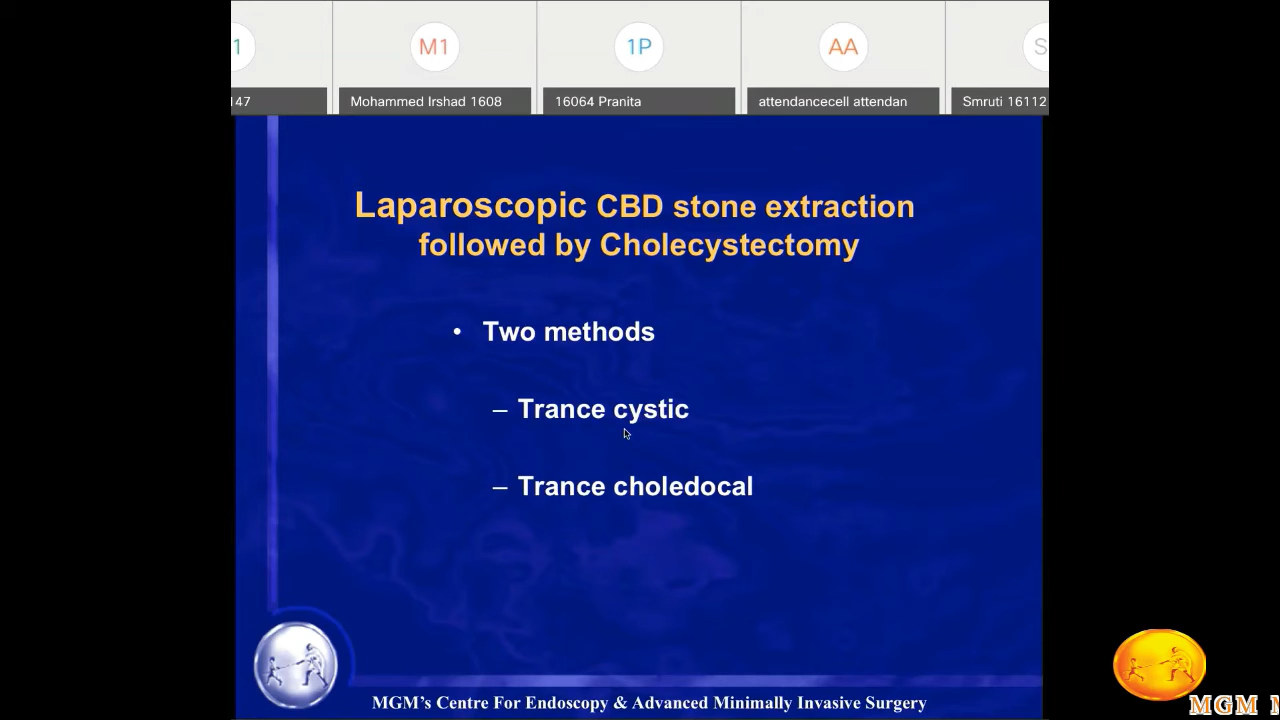 1
M1
1P
AA
S
147
Mohammed Irshad 1608
16064 Pranita
attendancecell attendan
Smruti 16112
Laparoscopic CBD stone extraction
followed by Cholecystectomy
• Two methods
– Trance cystic
– Trance choledocal
MGM's Centre For Endoscopy & Advanced Minimally Invasive Surgery
MGM